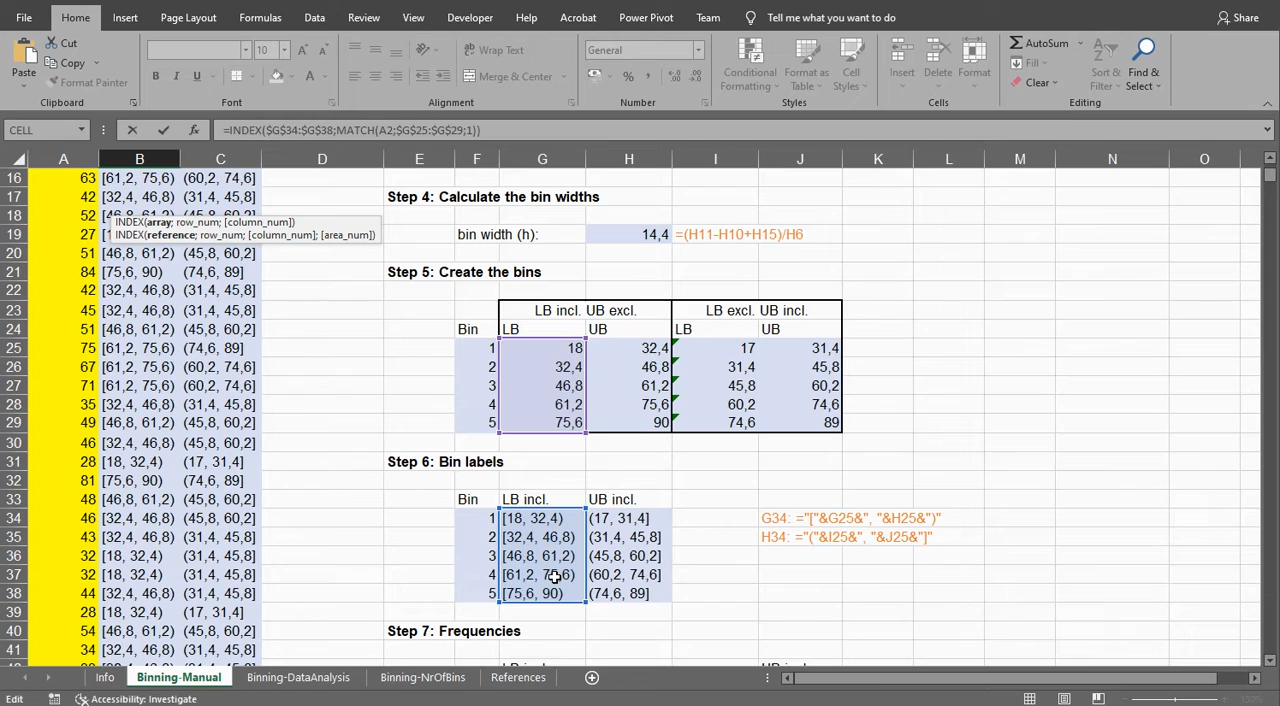 File Home Insert Page Layout Formulas Data Review View Developer Help Acrobat Power Pivot Team Tell me what you want to do Share
Paste Cut Copy Format Painter
10 B I U A A A
Wrap Text Merge & Center
General % ,
Conditional Formatting Format as Table Cell Styles
Insert Delete Format
AutoSum Fill Clear Sort & Filter Find & Select
Clipboard Font Alignment Number Styles Cells Editing
CELL fx =INDEX($G$34:$G$38;MATCH(A2;$G$25:$G$29;1))
A B C D E F G H I J K L M N O
16 63 [61,2, 75,6) (60,2, 74,6]
17 42 [32,4, 46,8) (31,4, 45,8] Step 4: Calculate the bin widths
18 52 [46,8, 61,2) (45,8, 60,2]
INDEX(array; row_num; [column_num])
19 27 bin width (h): 14,4 =(H11-H10+H15)/H6
INDEX(reference; row_num; [column_num]; [area_num])
20 51 [46,8, 61,2) (45,8, 60,2]
21 84 [75,6, 90) (74,6, 89] Step 5: Create the bins
22 42 [32,4, 46,8) (31,4, 45,8]
23 45 [32,4, 46,8) (31,4, 45,8] LB incl. UB excl. LB excl. UB incl.
24 51 [46,8, 61,2) (45,8, 60,2] Bin LB UB LB UB
25 75 [61,2, 75,6) (74,6, 89] 1 18 32,4 17 31,4
26 67 [61,2, 75,6) (60,2, 74,6] 2 32,4 46,8 31,4 45,8
27 71 [61,2, 75,6) (60,2, 74,6] 3 46,8 61,2 45,8 60,2
28 35 [32,4, 46,8) (31,4, 45,8] 4 61,2 75,6 60,2 74,6
29 49 [46,8, 61,2) (45,8, 60,2] 5 75,6 90 74,6 89
30 46 [32,4, 46,8) (45,8, 60,2]
31 28 [18, 32,4) (17, 31,4] Step 6: Bin labels
32 81 [75,6, 90) (74,6, 89]
33 48 [46,8, 61,2) (45,8, 60,2] Bin LB incl. UB incl.
34 46 [32,4, 46,8) (45,8, 60,2] 1 [18, 32,4) (17, 31,4] G34: ="["&G25&", "&H25&")"
35 43 [32,4, 46,8) (31,4, 45,8] 2 [32,4, 46,8) (31,4, 45,8] H34: ="("&I25&", "&J25&"]"
36 32 [18, 32,4) (31,4, 45,8] 3 [46,8, 61,2) (45,8, 60,2]
37 32 [18, 32,4) (31,4, 45,8] 4 [61,2, 75,6) (60,2, 74,6]
38 44 [32,4, 46,8) (31,4, 45,8] 5 [75,6, 90) (74,6, 89]
39 28 [18, 32,4) (17, 31,4]
40 54 [46,8, 61,2) (45,8, 60,2] Step 7: Frequencies
41 34 [32,4, 46,8) (31,4, 45,8]
LB incl. UB incl.
Info Binning-Manual Binning-DataAnalysis Binning-NrOfBins References
Edit Accessibility: Investigate